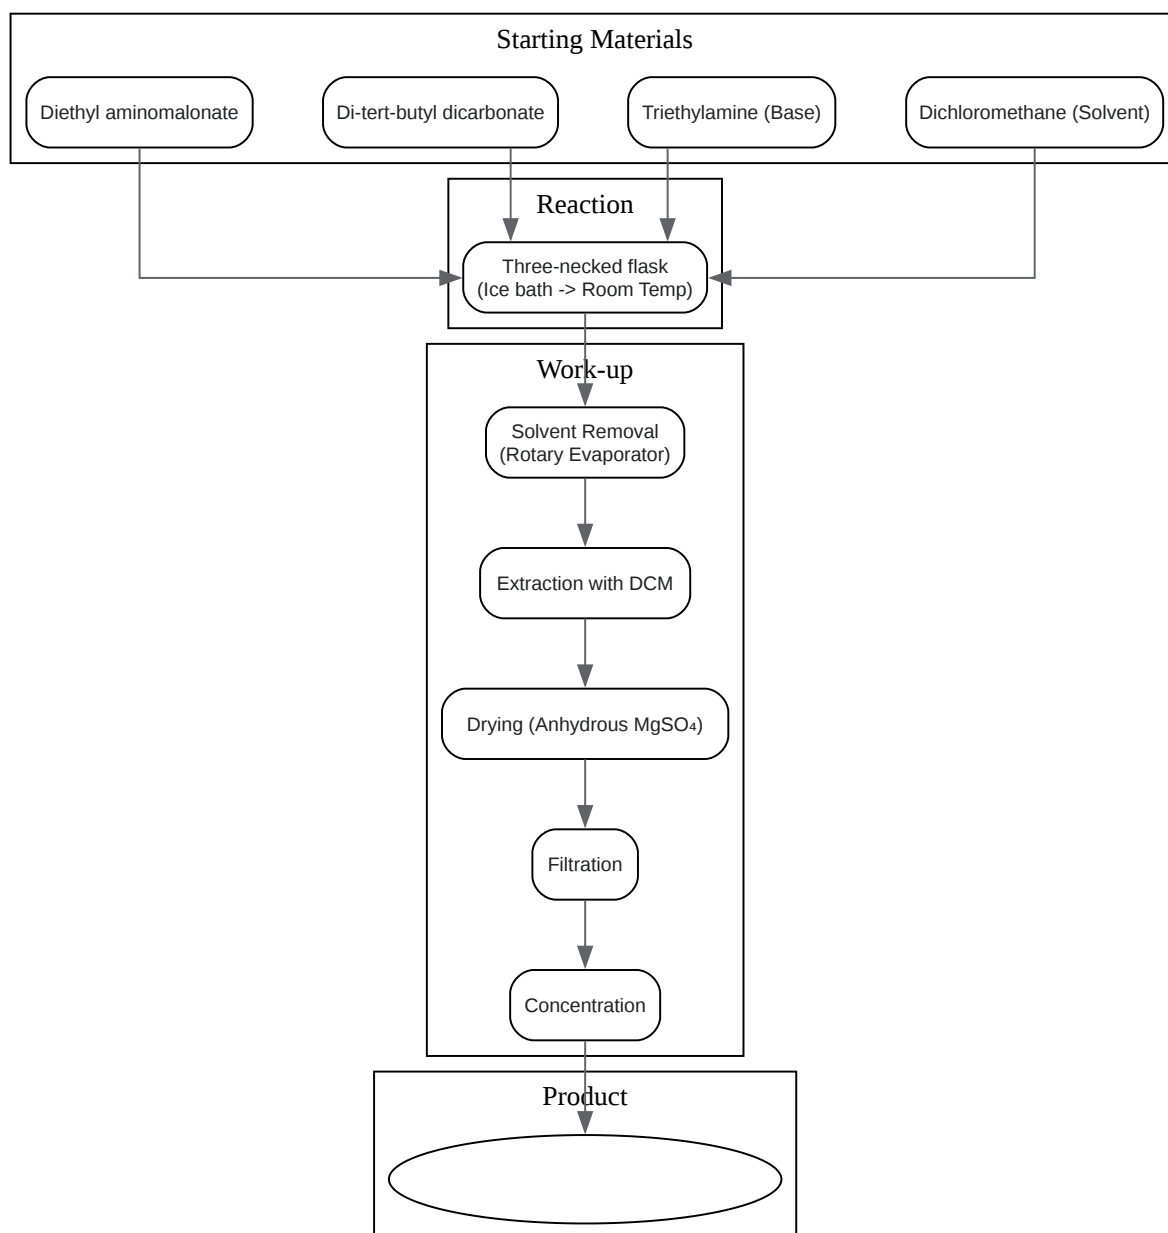 Starting Materials
Diethyl aminomalonate
Di-tert-butyl dicarbonate
Triethylamine (Base)
Dichloromethane (Solvent)
Reaction
Three-necked flask
(Ice bath -> Room Temp)
Work-up
Solvent Removal
(Rotary Evaporator)
Extraction with DCM
Drying (Anhydrous MgSO₄)
Filtration
Concentration
Product